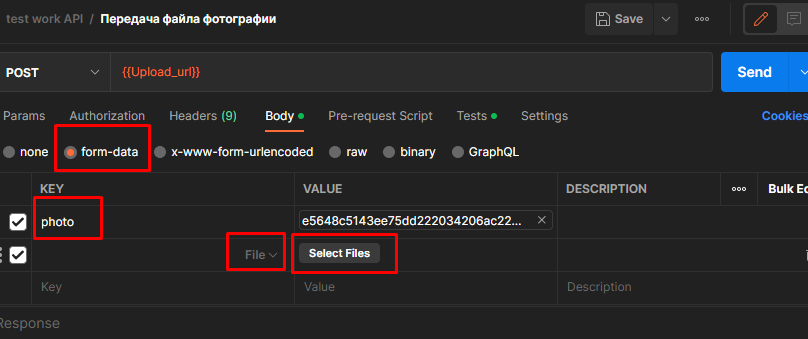 test work API / Передача файла фотографии Save
POST {{Upload_url}} Send
Params Authorization Headers (9) Body Pre-request Script Tests Settings Cookies
none form-data x-www-form-urlencoded raw binary GraphQL
KEY VALUE DESCRIPTION Bulk Ed
photo e5648c5143ee75dd222034206ac22...
File Select Files
Key Value Description
Response